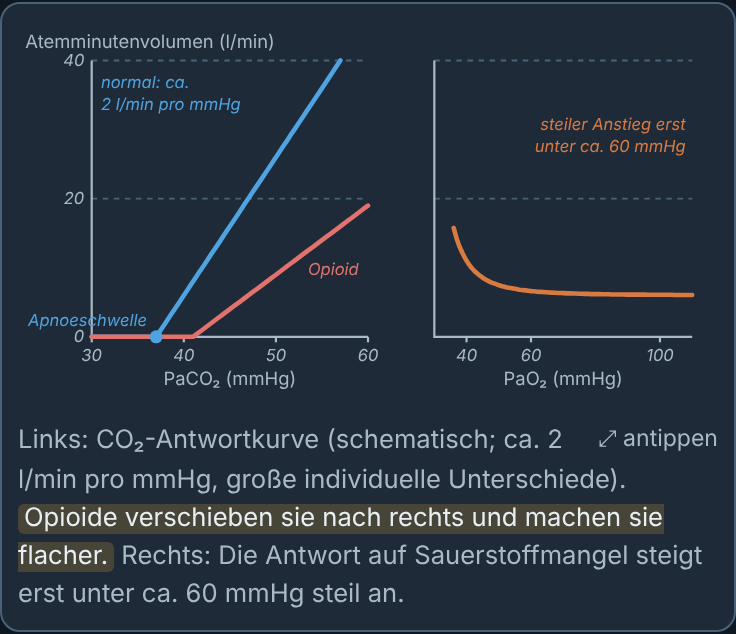 Atemminutenvolumen (l/min)
40
normal: ca.
2 l/min pro mmHg
20
Opioid
Apnoeschwelle
0
30 40 50 60
PaCO₂ (mmHg)
steiler Anstieg erst
unter ca. 60 mmHg
40 60 100
PaO₂ (mmHg)
Links: CO₂-Antwortkurve (schematisch; ca. 2
⤢ antippen
l/min pro mmHg, große individuelle Unterschiede).
Opioide verschieben sie nach rechts und machen sie
flacher. Rechts: Die Antwort auf Sauerstoffmangel steigt
erst unter ca. 60 mmHg steil an.